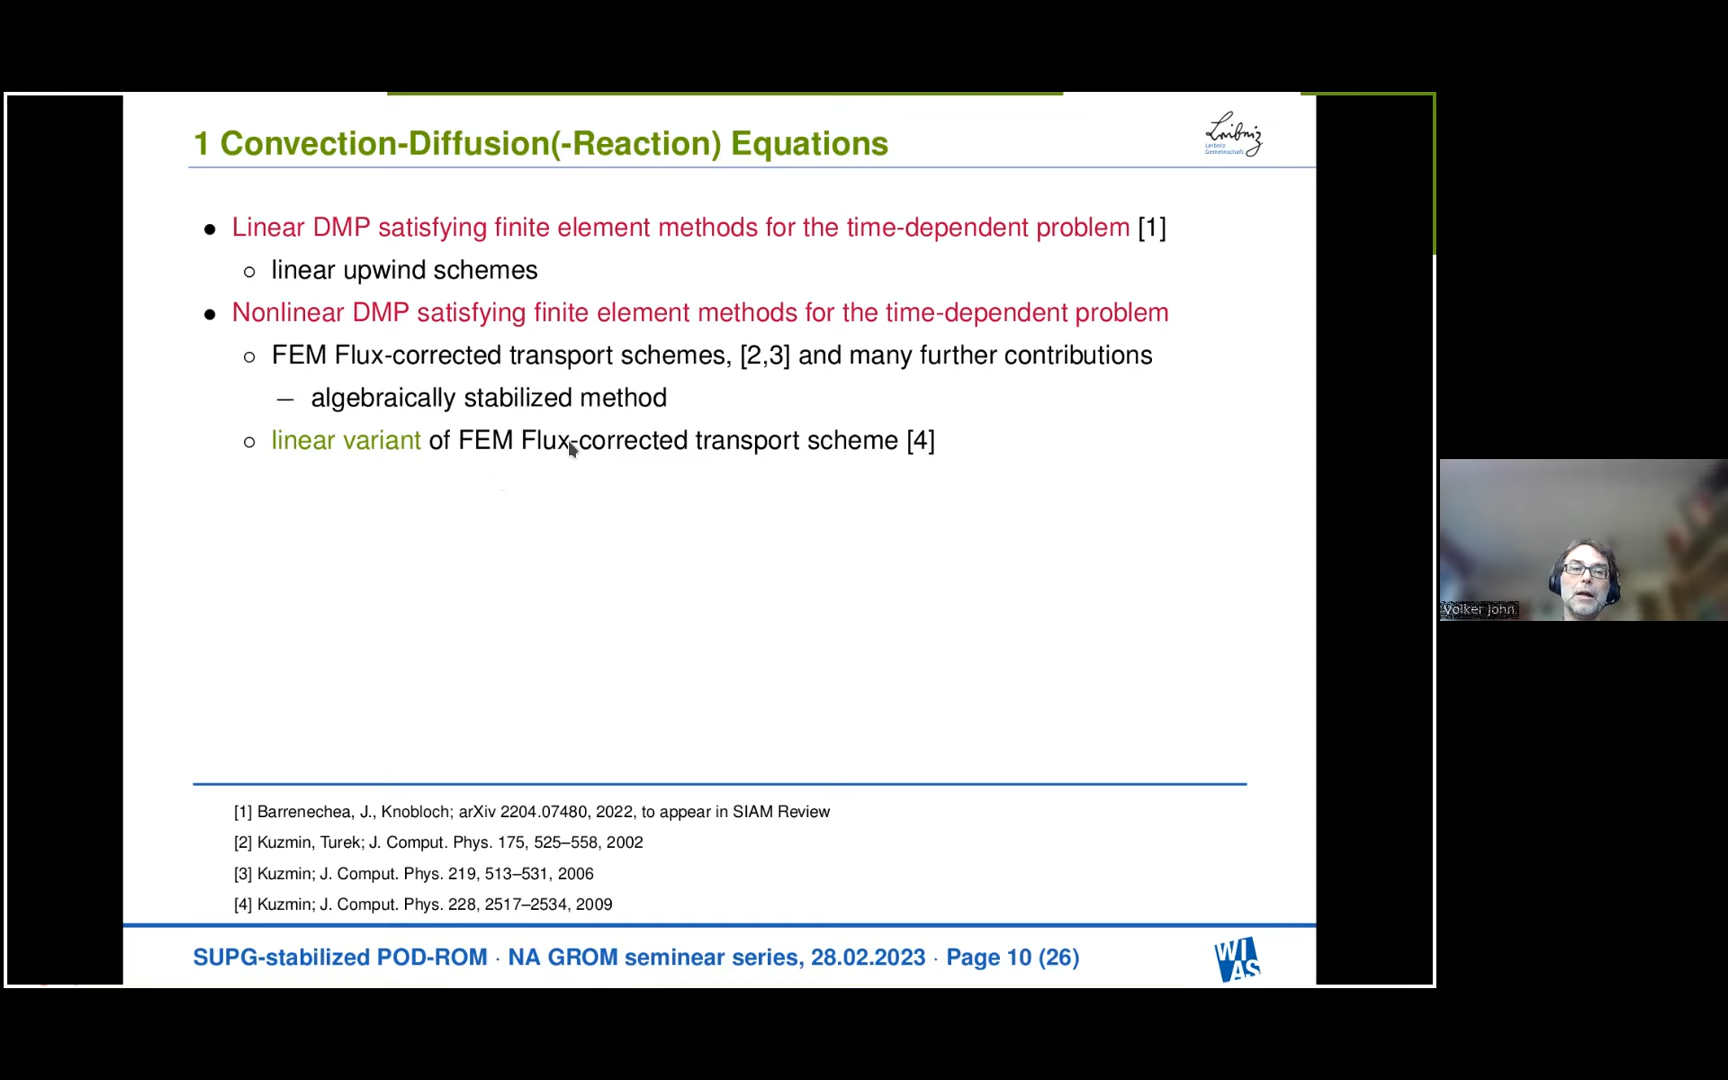 1 Convection-Diffusion(-Reaction) Equations
Leibniz
Leibniz
Gemeinschaft
● Linear DMP satisfying finite element methods for the time-dependent problem [1]
○ linear upwind schemes
● Nonlinear DMP satisfying finite element methods for the time-dependent problem
○ FEM Flux-corrected transport schemes, [2,3] and many further contributions
— algebraically stabilized method
○ linear variant of FEM Flux-corrected transport scheme [4]
Volker John
[1] Barrenechea, J., Knobloch; arXiv 2204.07480, 2022, to appear in SIAM Review
[2] Kuzmin, Turek; J. Comput. Phys. 175, 525–558, 2002
[3] Kuzmin; J. Comput. Phys. 219, 513–531, 2006
[4] Kuzmin; J. Comput. Phys. 228, 2517–2534, 2009
SUPG-stabilized POD-ROM · NA GROM seminear series, 28.02.2023 · Page 10 (26)
WI
AS